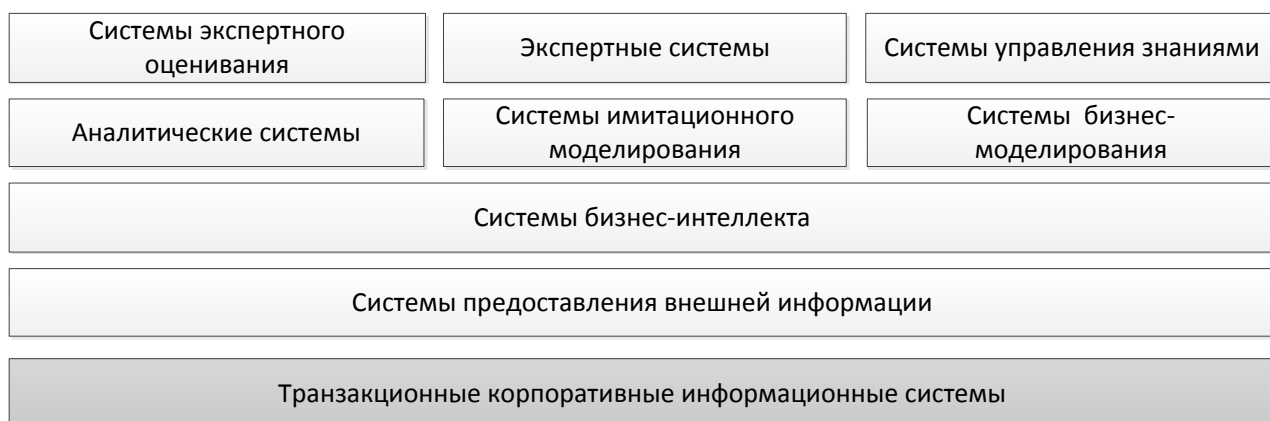 Системы экспертного
оценивания
Экспертные системы
Системы управления знаниями
Аналитические системы
Системы имитационного
моделирования
Системы бизнес-
моделирования
Системы бизнес-интеллекта
Системы предоставления внешней информации
Транзакционные корпоративные информационные системы